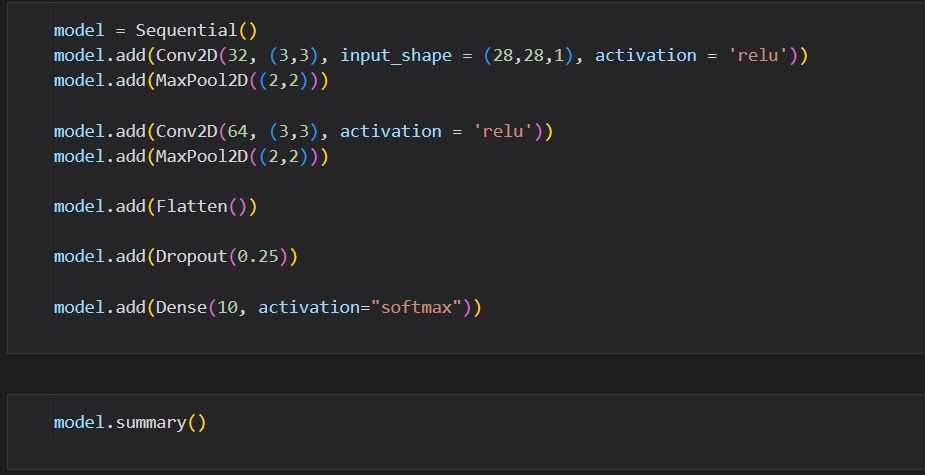 model = Sequential()
model.add(Conv2D(32, (3,3), input_shape = (28,28,1), activation = 'relu'))
model.add(MaxPool2D((2,2)))
model.add(Conv2D(64, (3,3), activation = 'relu'))
model.add(MaxPool2D((2,2)))
model.add(Flatten())
model.add(Dropout(0.25))
model.add(Dense(10, activation="softmax"))
model.summary()